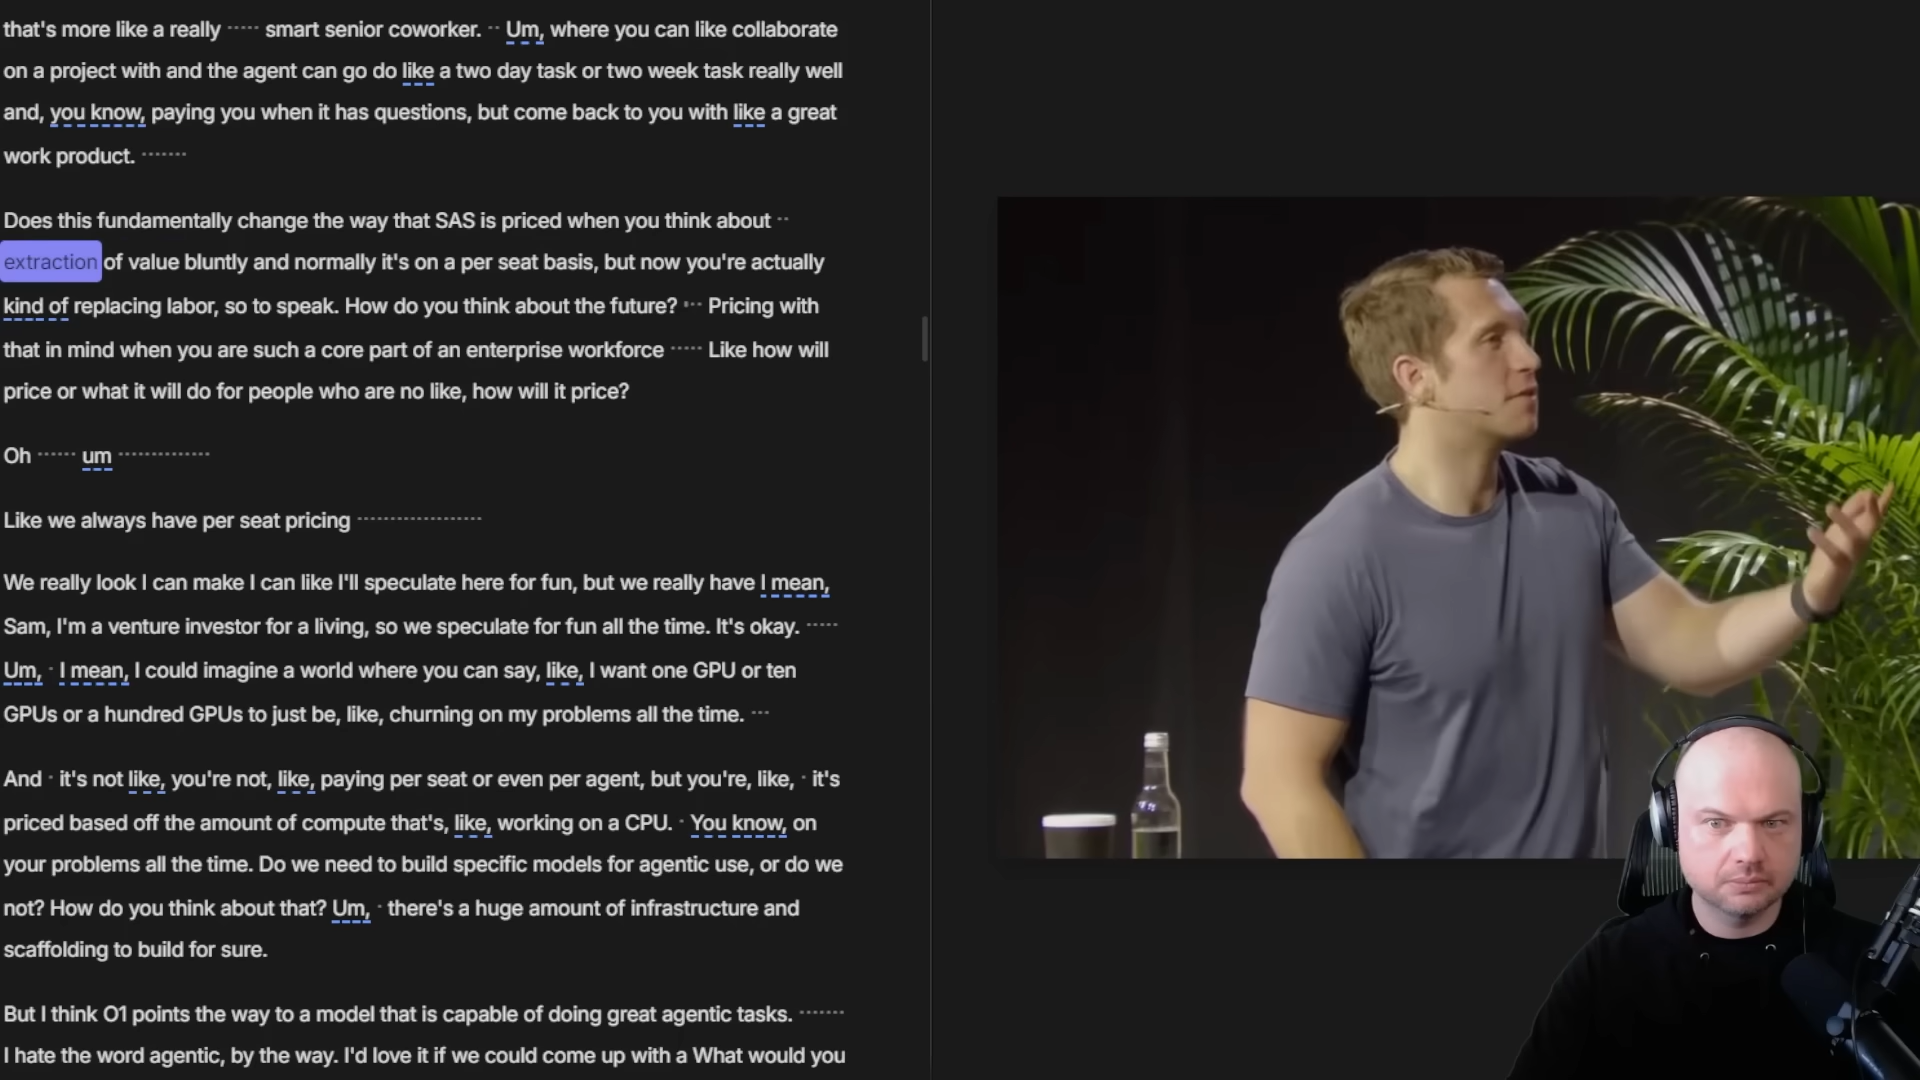 that's more like a really smart senior coworker. Um, where you can like collaborate
on a project with and the agent can go do like a two day task or two week task really well
and, you know, paying you when it has questions, but come back to you with like a great
work product.
Does this fundamentally change the way that SAS is priced when you think about
extraction of value bluntly and normally it's on a per seat basis, but now you're actually
kind of replacing labor, so to speak. How do you think about the future? Pricing with
that in mind when you are such a core part of an enterprise workforce Like how will
price or what it will do for people who are no like, how will it price?
Oh um
Like we always have per seat pricing
We really look I can make I can like I'll speculate here for fun, but we really have I mean,
Sam, I'm a venture investor for a living, so we speculate for fun all the time. It's okay.
Um, I mean, I could imagine a world where you can say, like, I want one GPU or ten
GPUs or a hundred GPUs to just be, like, churning on my problems all the time.
And it's not like, you're not, like, paying per seat or even per agent, but you're, like, it's
priced based off the amount of compute that's, like, working on a CPU. You know, on
your problems all the time. Do we need to build specific models for agentic use, or do we
not? How do you think about that? Um, there's a huge amount of infrastructure and
scaffolding to build for sure.
But I think O1 points the way to a model that is capable of doing great agentic tasks.
I hate the word agentic, by the way. I'd love it if we could come up with a What would you